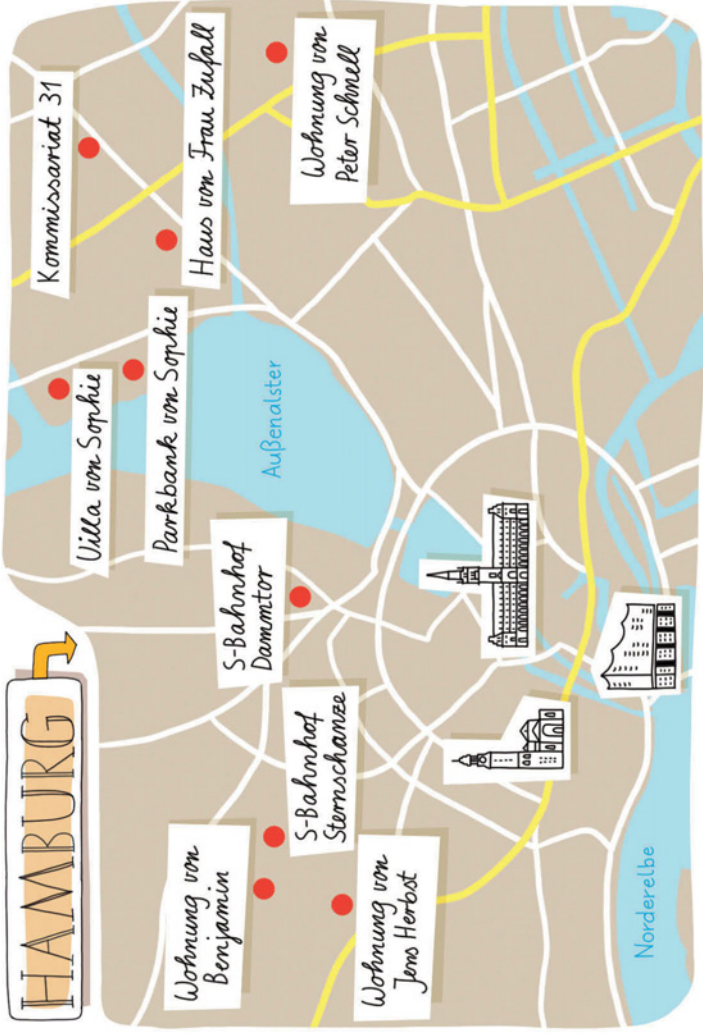 HAMBURG
Wohnung von
Benjamin
S-Bahnhof
Sternschanze
Wohnung von
Jens Herbst
S-Bahnhof
Dammtor
Villa von Sophie
Parkbank von Sophie
Kommissariat 31
Haus von Frau Zufall
Wohnung von
Peter Schnell
Außenalster
Norderelbe